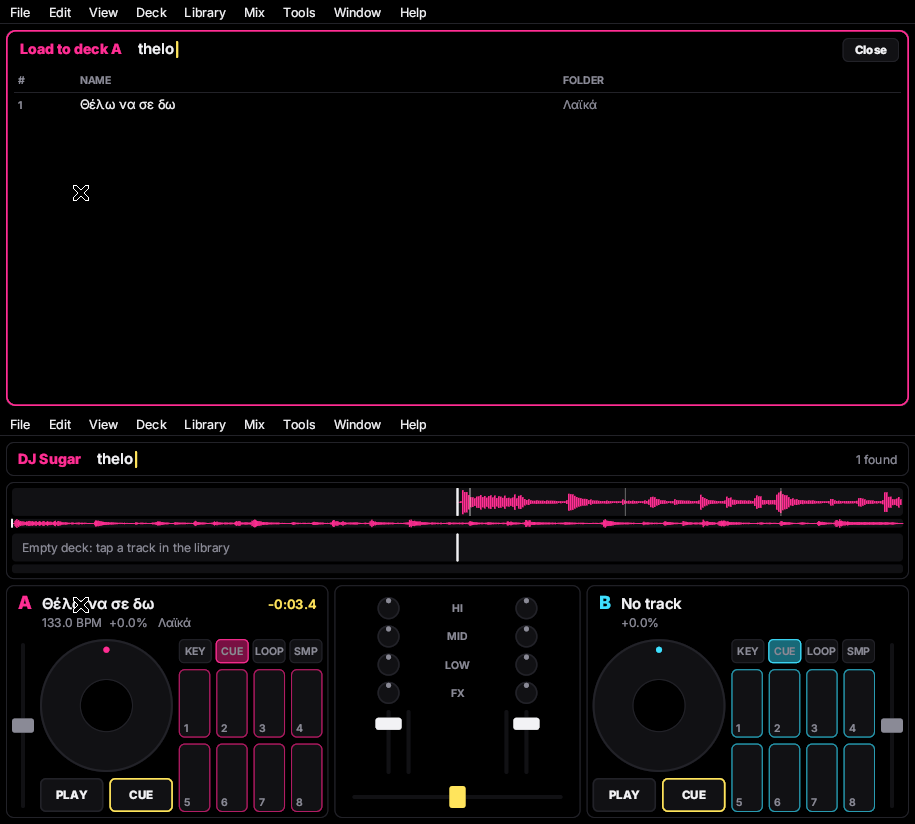 File Edit View Deck Library Mix Tools Window Help
Load to deck A thelo Close
# NAME FOLDER
1 Θέλω να σε δω Λαϊκά
File Edit View Deck Library Mix Tools Window Help
DJ Sugar thelo 1 found
Empty deck: tap a track in the library
A Θέλω να σε δω -0:03.4
133.0 BPM +0.0% Λαϊκά
KEY CUE LOOP SMP
1 2 3 4
5 6 7 8
PLAY CUE
HI
MID
LOW
FX
B No track
+0.0%
KEY CUE LOOP SMP
1 2 3 4
5 6 7 8
PLAY CUE